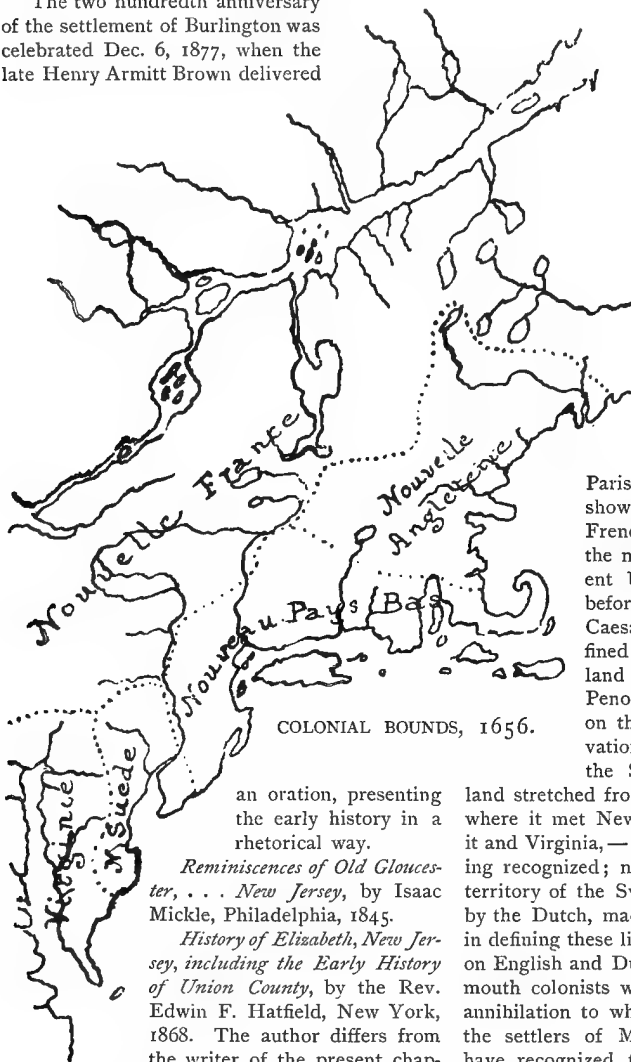 The two hundredth anniversary
of the settlement of Burlington was
celebrated Dec. 6, 1877, when the
late Henry Armitt Brown delivered
Nouvelle France
Nouvelle
Angleterre
Nouveau Pays Bas
Virginie
N Suede
COLONIAL BOUNDS, 1656.
an oration, presenting
the early history in a
rhetorical way.
Reminiscences of Old Glouces-
ter, . . . New Jersey, by Isaac
Mickle, Philadelphia, 1845.
History of Elizabeth, New Jer-
sey, including the Early History
of Union County, by the Rev.
Edwin F. Hatfield, New York,
1868. The author differs from
the writer of the present chap-
Paris
show
Frenc
the n
ent
befor
Caesa
fined
land
Peno
on th
vation
the S
land stretched fro
where it met New
it and Virginia, —
ing recognized; n
territory of the Sw
by the Dutch, ma
in defining these li
on English and Du
mouth colonists w
annihilation to wh
the settlers of M
have recognized